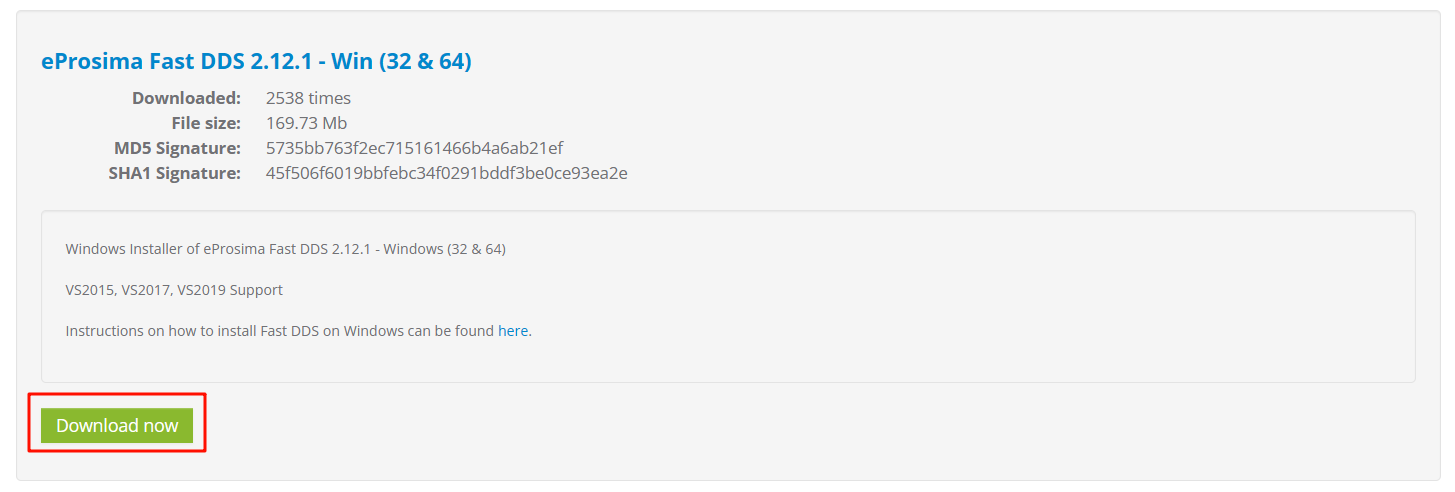 eProsima Fast DDS 2.12.1 - Win (32 & 64)
Downloaded: 2538 times
File size: 169.73 Mb
MD5 Signature: 5735bb763f2ec715161466b4a6ab21ef
SHA1 Signature: 45f506f6019bbfebc34f0291bddf3be0ce93ea2e
Windows Installer of eProsima Fast DDS 2.12.1 - Windows (32 & 64)
VS2015, VS2017, VS2019 Support
Instructions on how to install Fast DDS on Windows can be found here.
Download now